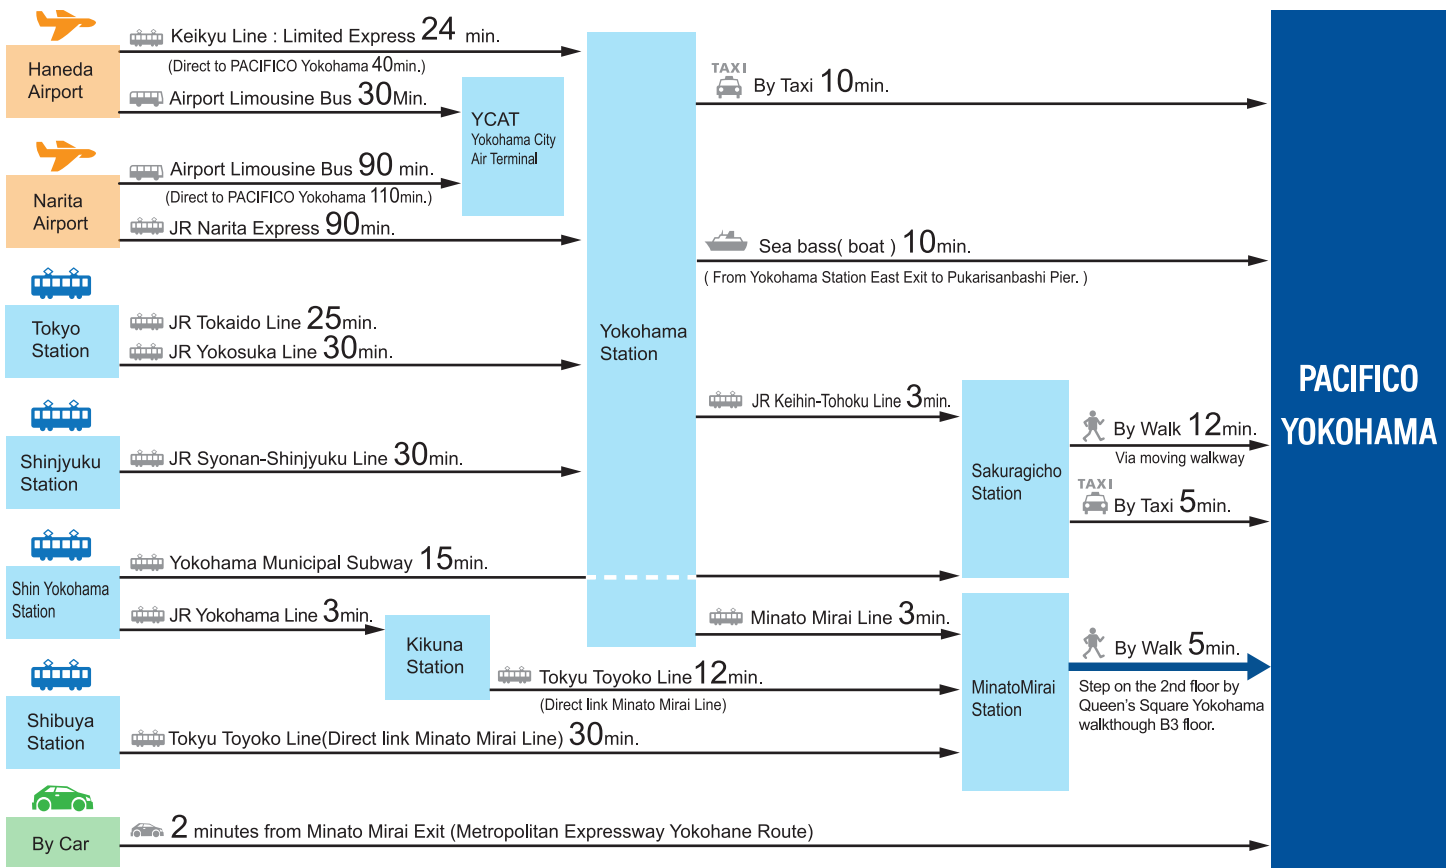 Haneda
Airport
Keikyu Line : Limited Express 24 min.
(Direct to PACIFICO Yokohama 40min.)
Airport Limousine Bus 30Min.
YCAT
Yokohama City
Air Terminal
Narita
Airport
Airport Limousine Bus 90 min.
(Direct to PACIFICO Yokohama 110min.)
JR Narita Express 90min.
Tokyo
Station
JR Tokaido Line 25min.
JR Yokosuka Line 30min.
Shinjyuku
Station
JR Syonan-Shinjyuku Line 30min.
Shin Yokohama
Station
Yokohama Municipal Subway 15min.
JR Yokohama Line 3min.
Kikuna
Station
Tokyu Toyoko Line 12min.
(Direct link Minato Mirai Line)
Shibuya
Station
Tokyu Toyoko Line(Direct link Minato Mirai Line) 30min.
By Car
2 minutes from Minato Mirai Exit (Metropolitan Expressway Yokohane Route)
Yokohama
Station
TAXI
By Taxi 10min.
Sea bass( boat ) 10min.
( From Yokohama Station East Exit to Pukarisanbashi Pier. )
JR Keihin-Tohoku Line 3min.
Sakuragicho
Station
By Walk 12min.
Via moving walkway
TAXI
By Taxi 5min.
Minato Mirai Line 3min.
MinatoMirai
Station
By Walk 5min.
Step on the 2nd floor by
Queen's Square Yokohama
walkthough B3 floor.
PACIFICO
YOKOHAMA